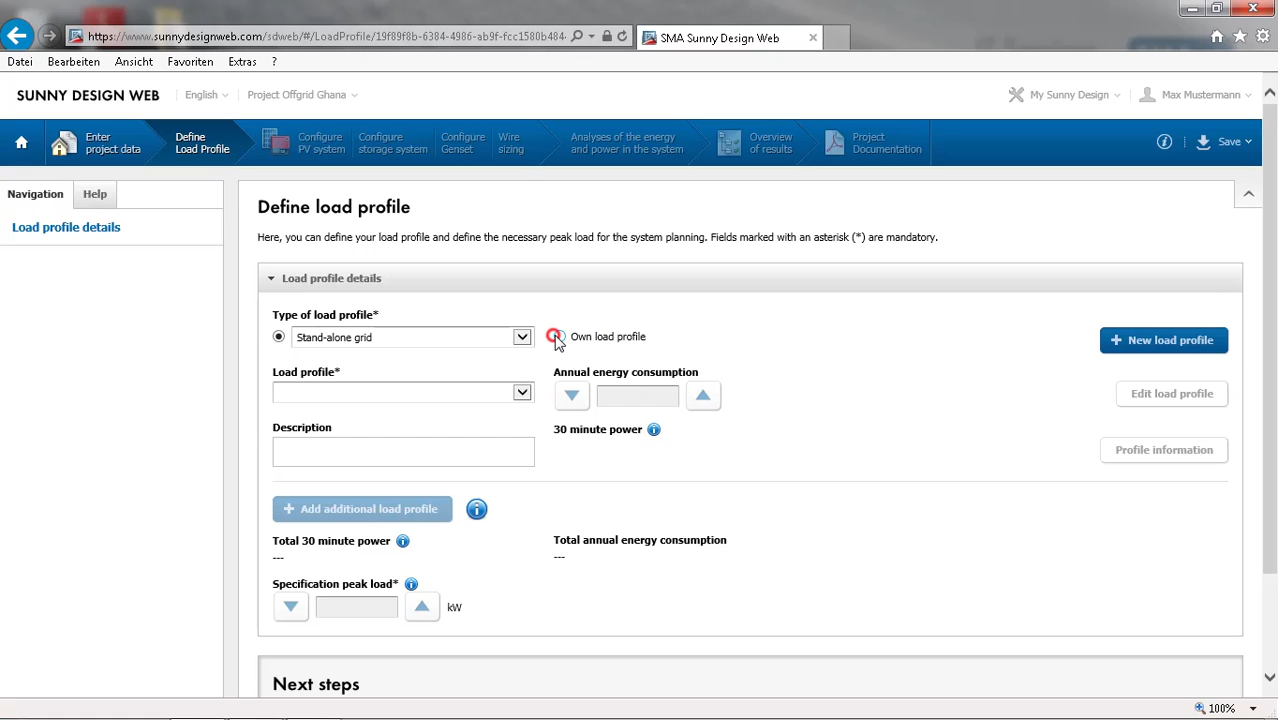 https://www.sunnydesignweb.com/sdweb/#/LoadProfile/19f89f8b-6384-4986-ab9f-fcc1580b484
SMA Sunny Design Web
Datei Bearbeiten Ansicht Favoriten Extras ?
SUNNY DESIGN WEB English Project Offgrid Ghana My Sunny Design Max Mustermann
Enter project data
Define Load Profile
Configure PV system
Configure storage system
Configure Genset
Wire sizing
Analyses of the energy and power in the system
Overview of results
Project Documentation
Save
Navigation Help
Load profile details
Define load profile
Here, you can define your load profile and define the necessary peak load for the system planning. Fields marked with an asterisk (*) are mandatory.
Load profile details
Type of load profile*
Stand-alone grid
Own load profile
+ New load profile
Load profile*
Annual energy consumption
Edit load profile
Description
30 minute power
Profile information
+ Add additional load profile
Total 30 minute power
Total annual energy consumption
---
---
Specification peak load*
kW
Next steps
100%